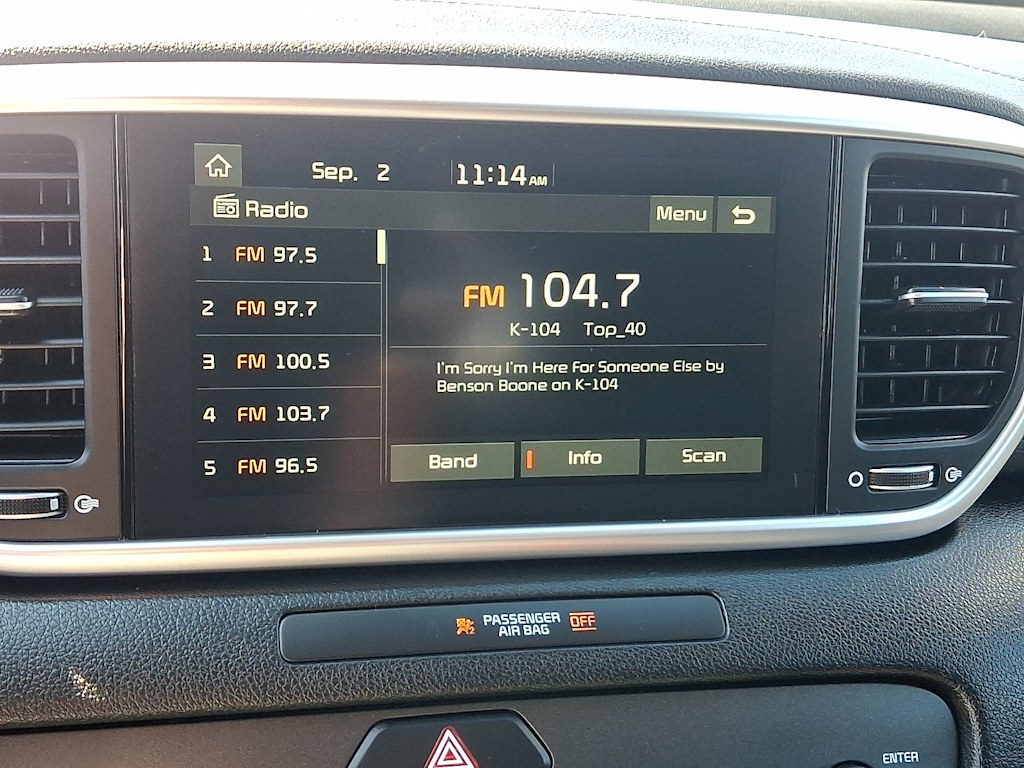 Sep. 2 11:14 AM
Radio Menu
1 FM 97.5
2 FM 97.7
3 FM 100.5
4 FM 103.7
5 FM 96.5
FM 104.7
K-104 Top_40
I'm Sorry I'm Here For Someone Else by
Benson Boone on K-104
Band Info Scan
PASSENGER
AIR BAG OFF
ENTER